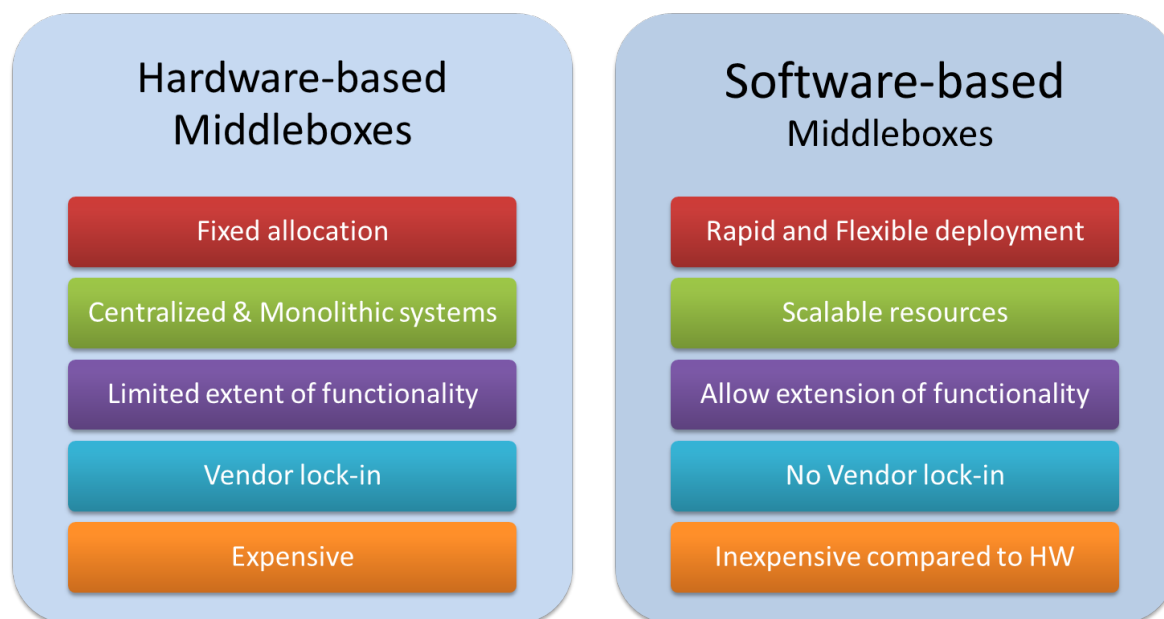 Hardware-based
Middleboxes
Fixed allocation
Centralized & Monolithic systems
Limited extent of functionality
Vendor lock-in
Expensive
Software-based
Middleboxes
Rapid and Flexible deployment
Scalable resources
Allow extension of functionality
No Vendor lock-in
Inexpensive compared to HW